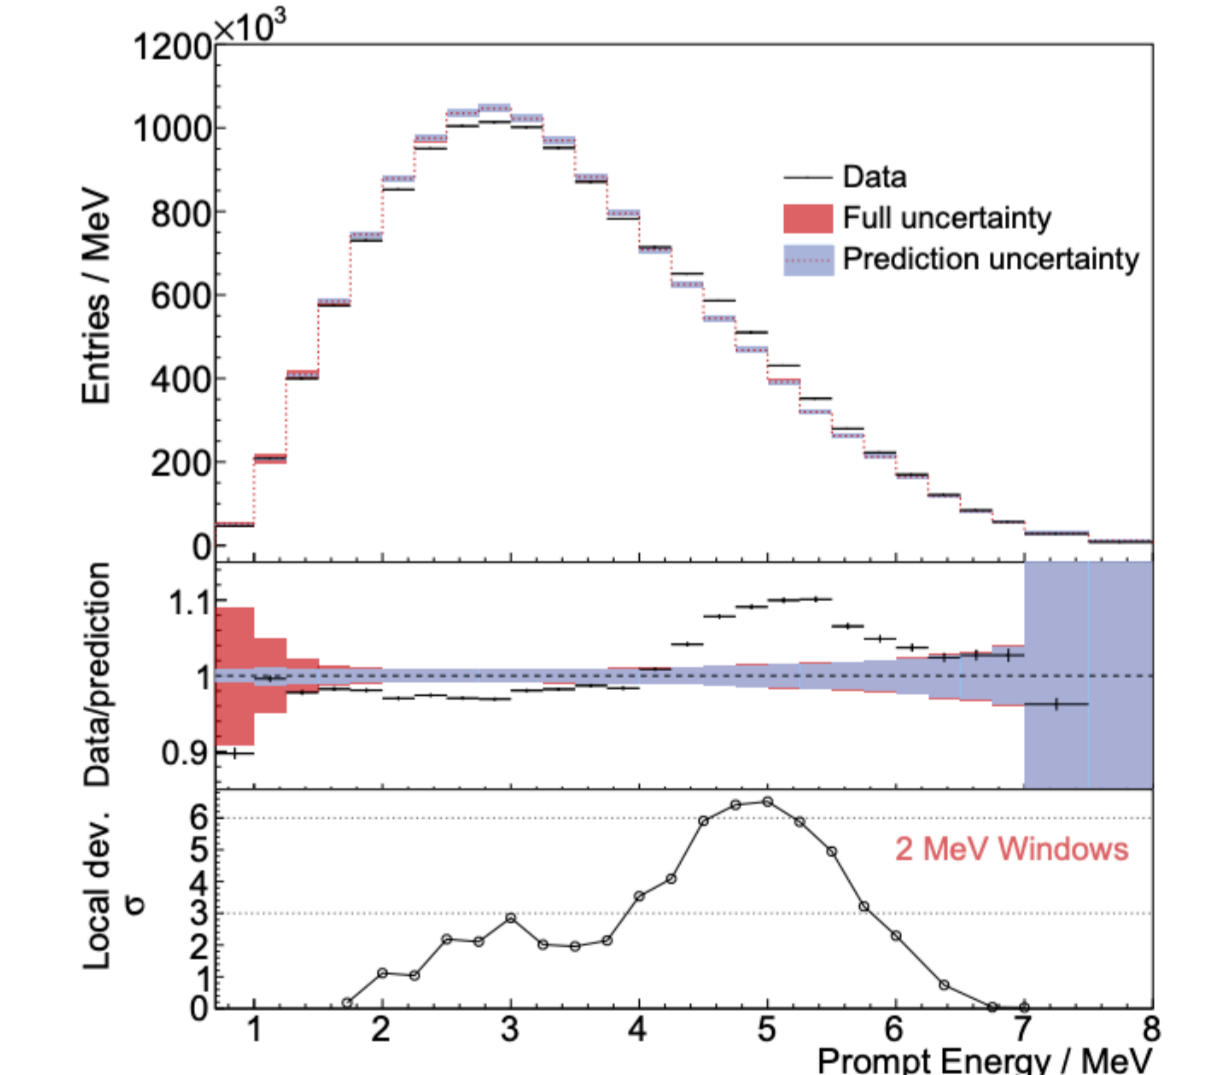 ×10³
1200
1000
800
600
400
200
0
Entries / MeV
Data
Full uncertainty
Prediction uncertainty
1.1
1
0.9
Data/prediction
6
5
4
3
2
1
0
Local dev.
σ
2 MeV Windows
1 2 3 4 5 6 7 8
Prompt Energy / MeV